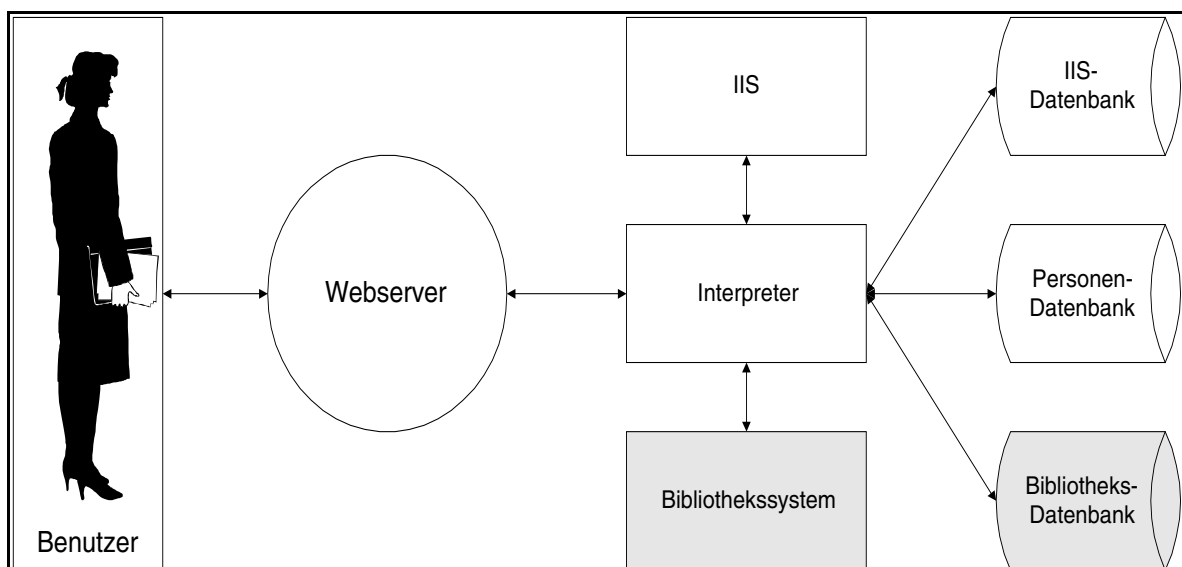 IIS
IIS-
Datenbank
Webserver
Interpreter
Personen-
Datenbank
Bibliothekssystem
Bibliotheks-
Datenbank
Benutzer